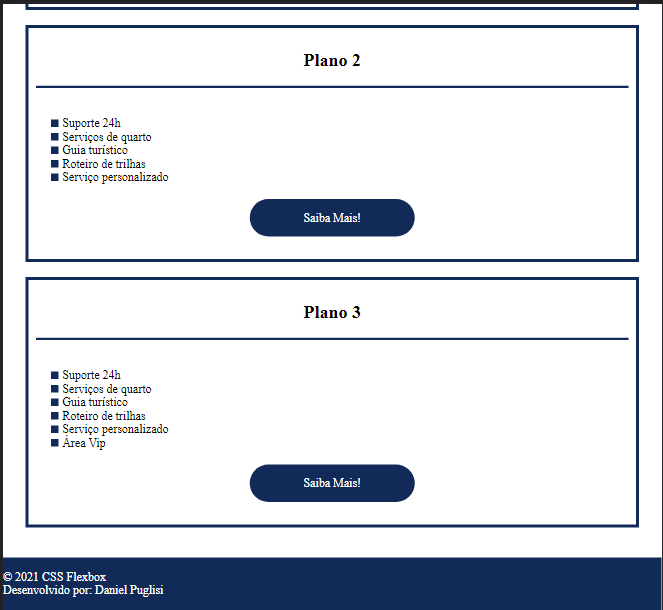 Plano 2
Suporte 24h
Serviços de quarto
Guia turístico
Roteiro de trilhas
Serviço personalizado
Saiba Mais!
Plano 3
Suporte 24h
Serviços de quarto
Guia turístico
Roteiro de trilhas
Serviço personalizado
Área Vip
Saiba Mais!
© 2021 CSS Flexbox
Desenvolvido por: Daniel Puglisi